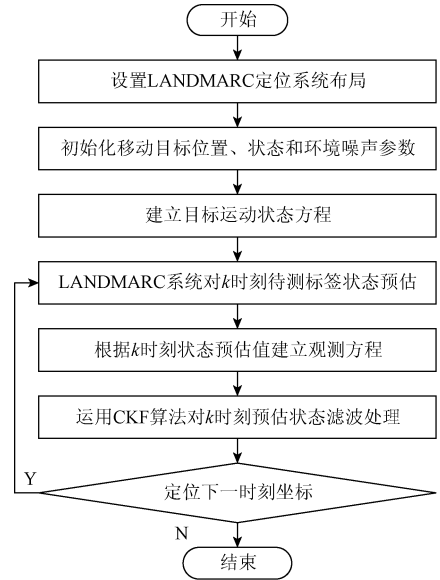 开始
设置LANDMARC定位系统布局
初始化移动目标位置、状态和环境噪声参数
建立目标运动状态方程
LANDMARC系统对k时刻待测标签状态预估
根据k时刻状态预估值建立观测方程
运用CKF算法对k时刻预估状态滤波处理
Y
定位下一时刻坐标
N
结束